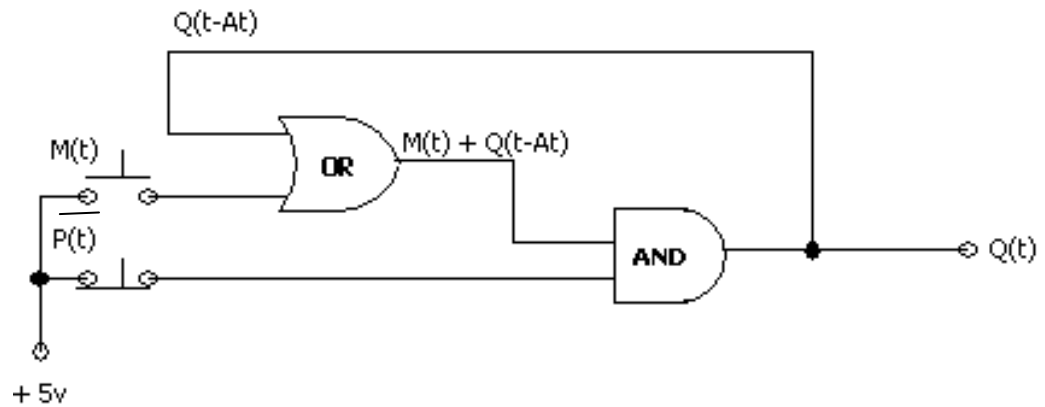 Q(t-At)
M(t)
OR
M(t) + Q(t-At)
P(t)
AND
Q(t)
+ 5v